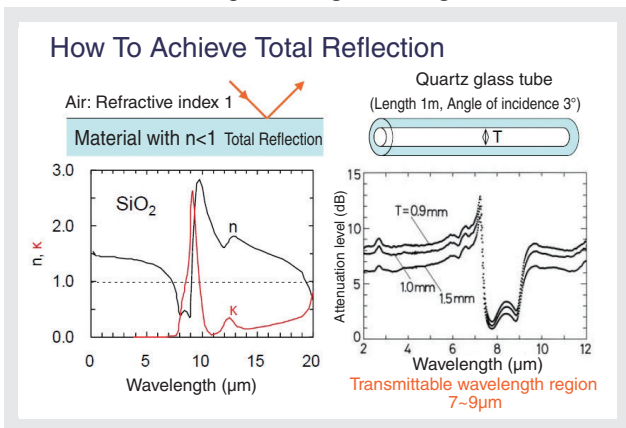 How To Achieve Total Reflection
Air: Refractive index 1
Material with n<1 Total Reflection
Quartz glass tube
(Length 1m, Angle of incidence 3°)
T
3.0
2.0
1.0
0.0
n, κ
SiO2
n
κ
0 5 10 15 20
Wavelength (μm)
15
10
5
0
Attenuation level (dB)
T=0.9mm
1.0mm
1.5mm
2 4 6 8 10 12
Wavelength (μm)
Transmittable wavelength region
7~9μm